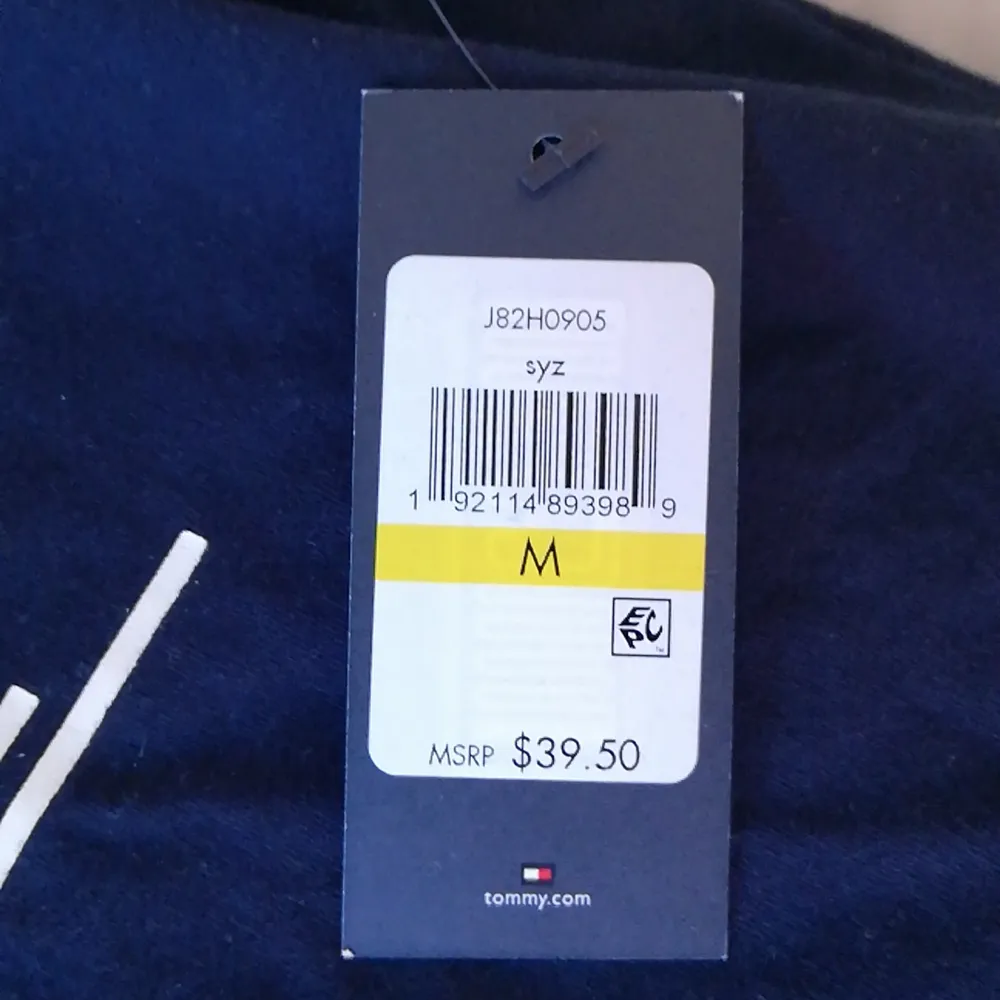 J82H0905
syz
1 92114 89398 9
M
EPC
MSRP $39.50
tommy.com